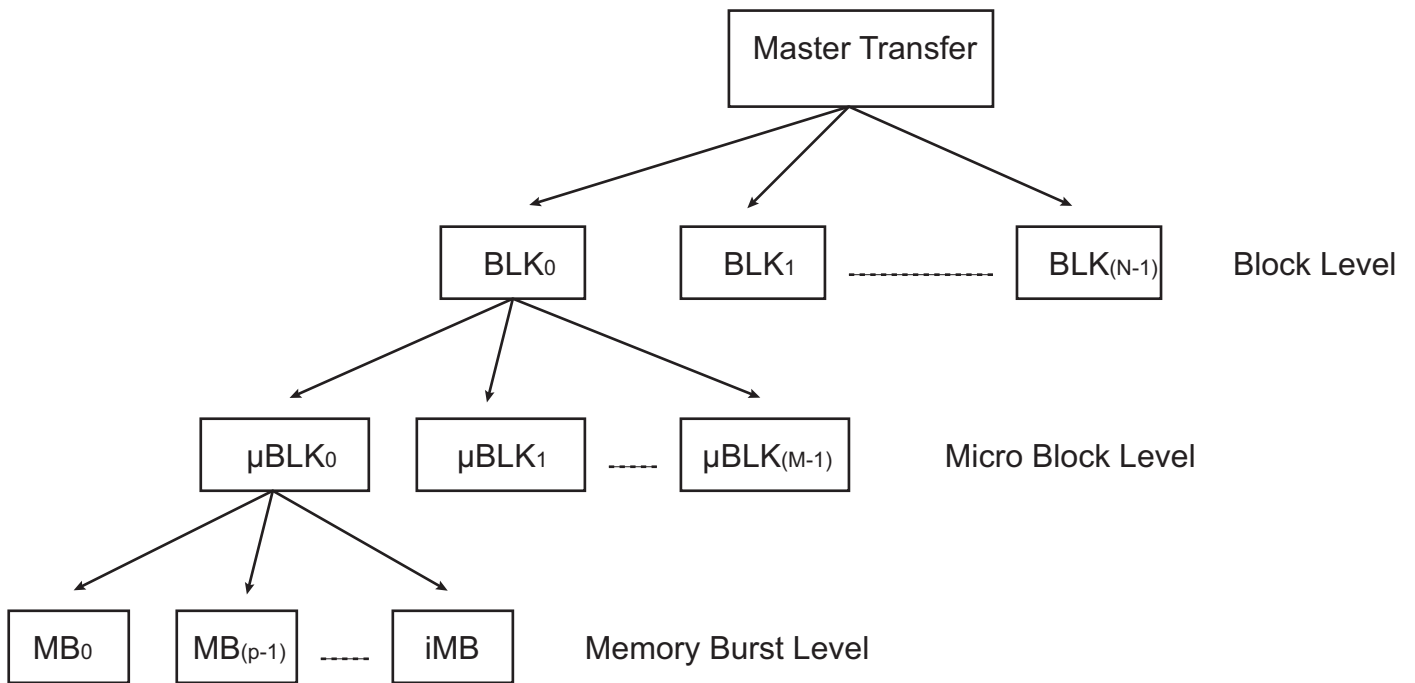 Master Transfer
BLK0
BLK1
BLK(N-1)
Block Level
µBLK0
µBLK1
µBLK(M-1)
Micro Block Level
MB0
MB(p-1)
iMB
Memory Burst Level